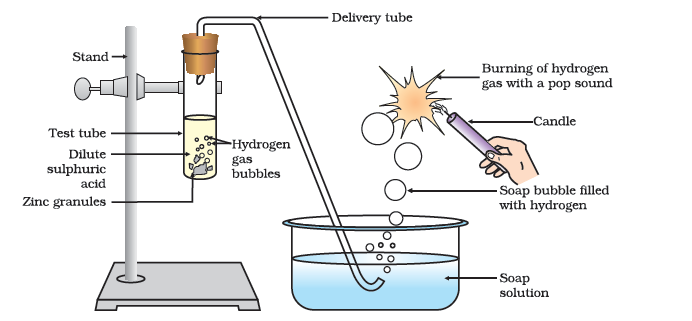 Delivery tube
Stand
Burning of hydrogen
gas with a pop sound
Candle
Test tube
Hydrogen
gas
bubbles
Dilute
sulphuric
acid
Zinc granules
Soap bubble filled
with hydrogen
Soap
solution